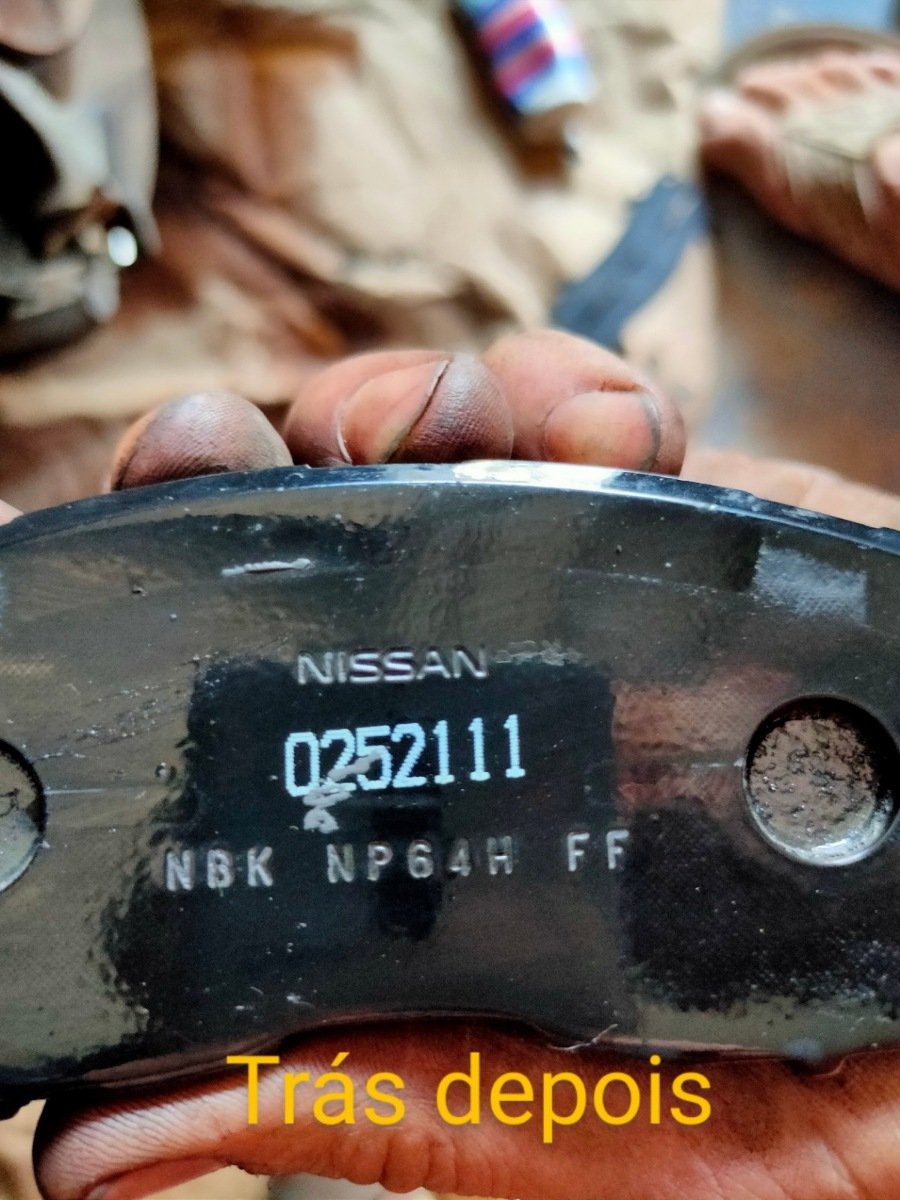 NISSAN
0252111
NBK NP64H FF
Trás depois